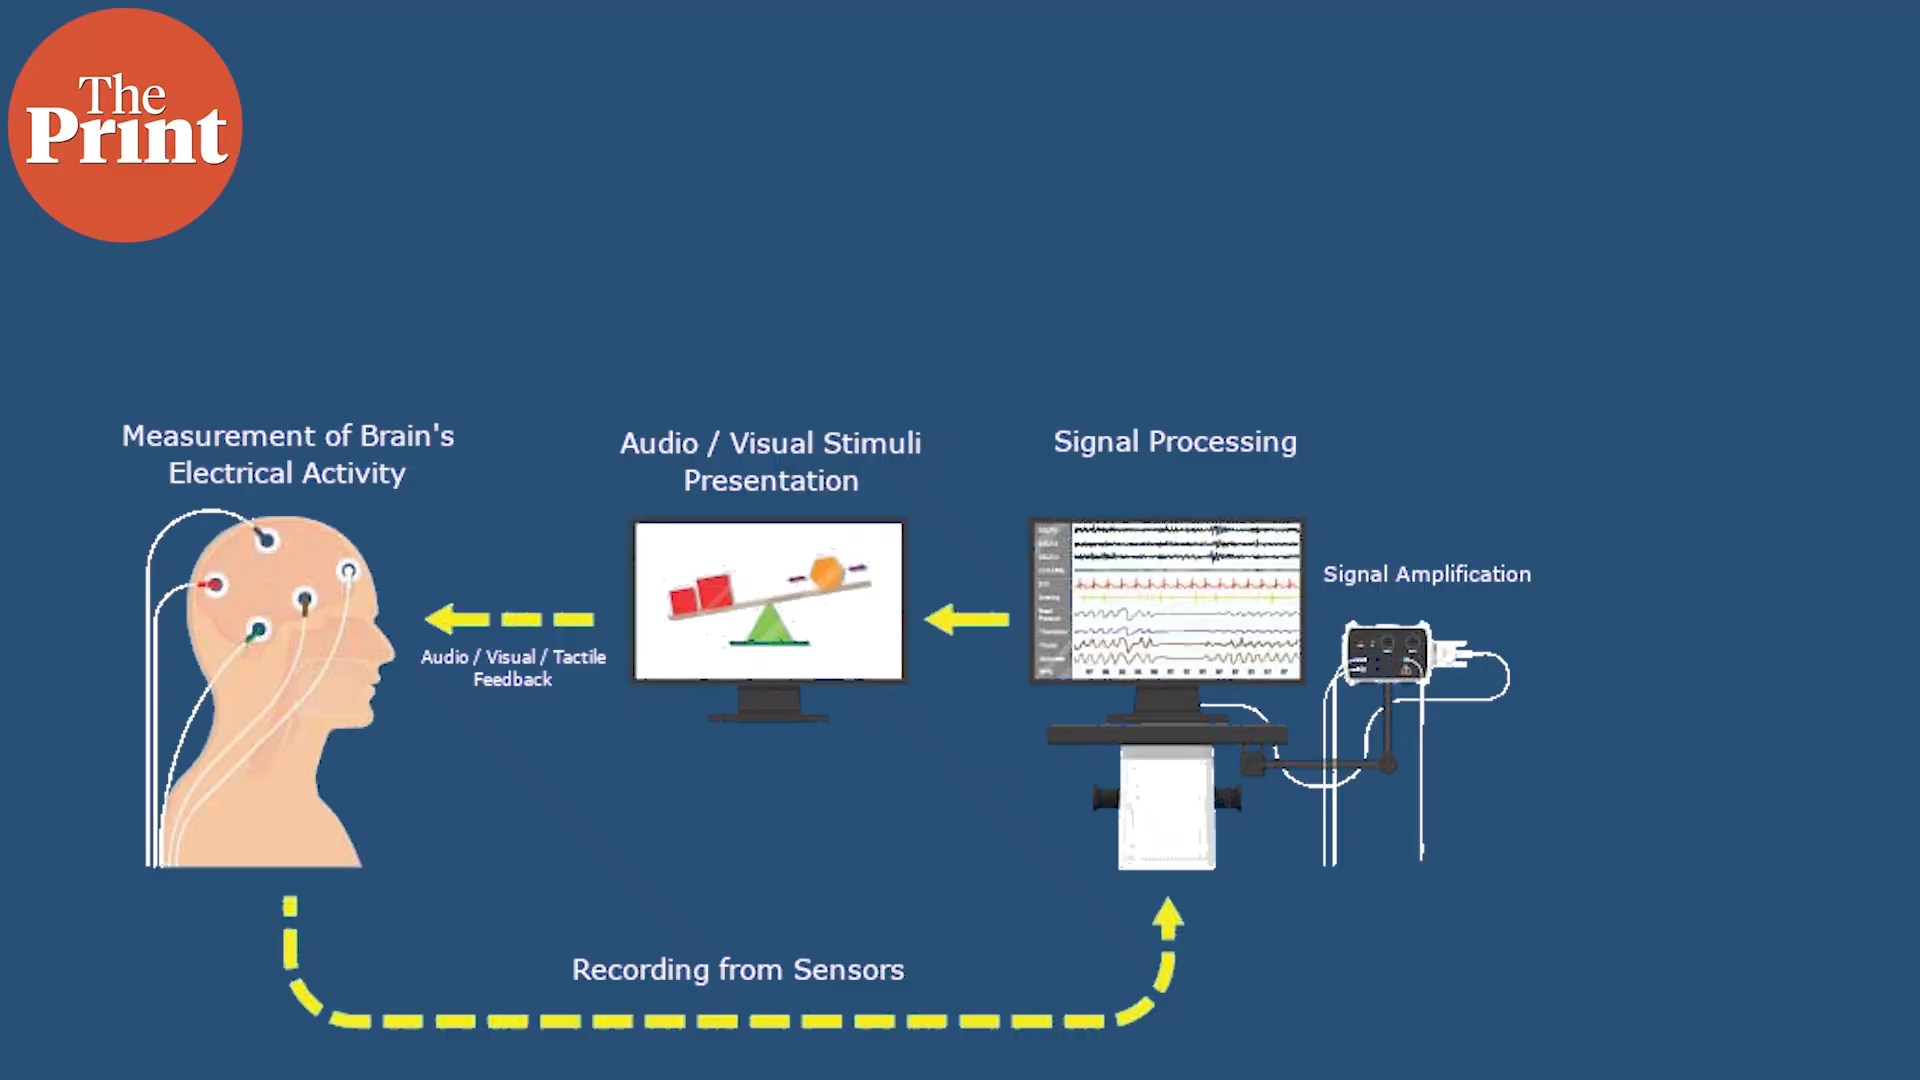 The
Print
Measurement of Brain's
Electrical Activity
Audio / Visual Stimuli
Presentation
Signal Processing
Signal Amplification
Audio / Visual / Tactile
Feedback
Recording from Sensors